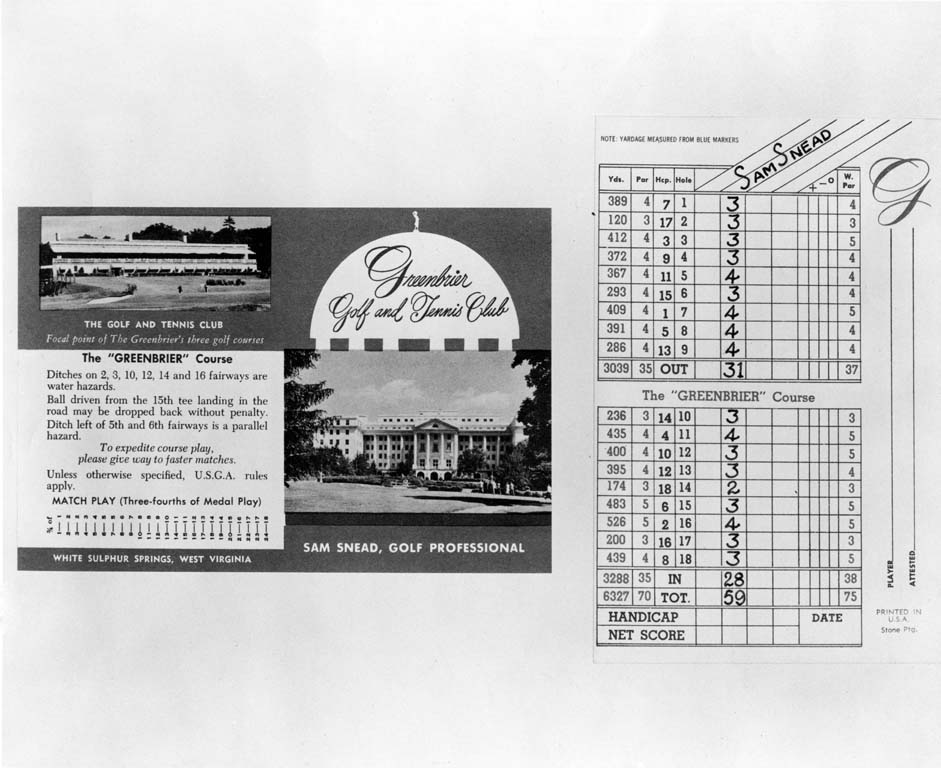 Greenbrier
Golf and Tennis Club
THE GOLF AND TENNIS CLUB
Focal point of The Greenbrier's three golf courses
The "GREENBRIER" Course
Ditches on 2, 3, 10, 12, 14 and 16 fairways are
water hazards.
Ball driven from the 15th tee landing in the
road may be dropped back without penalty.
Ditch left of 5th and 6th fairways is a parallel
hazard.
To expedite course play,
please give way to faster matches.
Unless otherwise specified, U.S.G.A. rules
apply.
MATCH PLAY (Three-fourths of Medal Play)
¾ of
WHITE SULPHUR SPRINGS, WEST VIRGINIA
SAM SNEAD, GOLF PROFESSIONAL
NOTE: YARDAGE MEASURED FROM BLUE MARKERS
SAM SNEAD
G
Yds. Par Hcp. Hole + – O W. Par
389 4 7 1 3 4
120 3 17 2 3 3
412 4 3 3 3 5
372 4 9 4 3 4
367 4 11 5 4 4
293 4 15 6 3 4
409 4 1 7 4 5
391 4 5 8 4 4
286 4 13 9 4 4
3039 35 OUT 31 37
The "GREENBRIER" Course
236 3 14 10 3 3
435 4 4 11 4 5
400 4 10 12 3 5
395 4 12 13 3 4
174 3 18 14 2 3
483 5 6 15 3 5
526 5 2 16 4 5
200 3 16 17 3 3
439 4 8 18 3 5
3288 35 IN 28 38
6327 70 TOT. 59 75
HANDICAP DATE
NET SCORE
PLAYER
ATTESTED
PRINTED IN
U.S.A.
Stone Ptg.